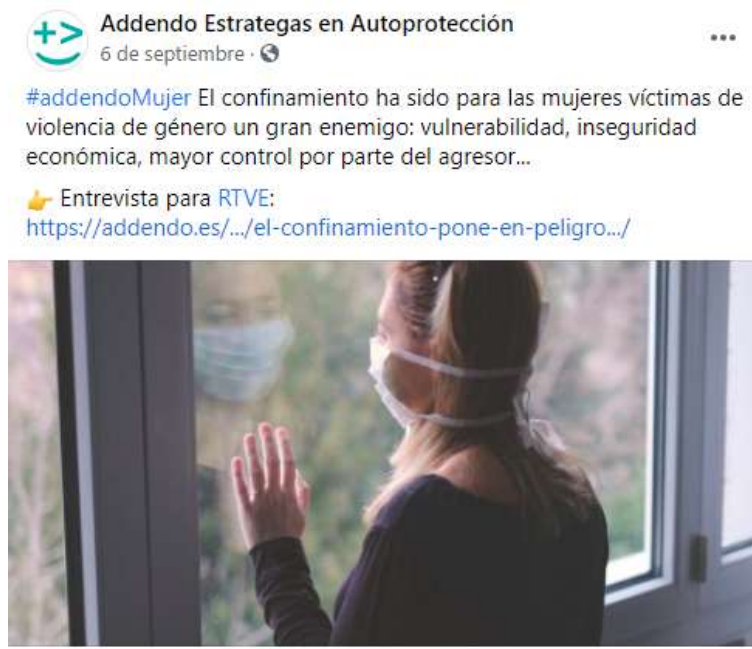 Addendo Estrategas en Autoprotección
6 de septiembre ·
#addendoMujer El confinamiento ha sido para las mujeres víctimas de
violencia de género un gran enemigo: vulnerabilidad, inseguridad
económica, mayor control por parte del agresor...
👉 Entrevista para RTVE:
https://addendo.es/.../el-confinamiento-pone-en-peligro.../